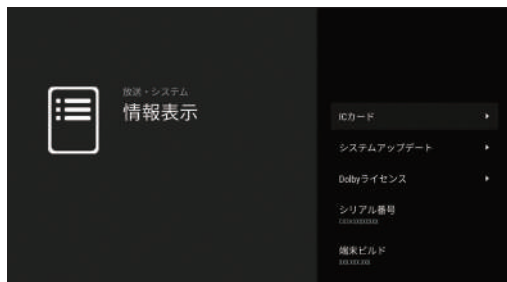 放送・システム
情報表示
ICカード
システムアップデート
Dolbyライセンス
シリアル番号
端末ビルド